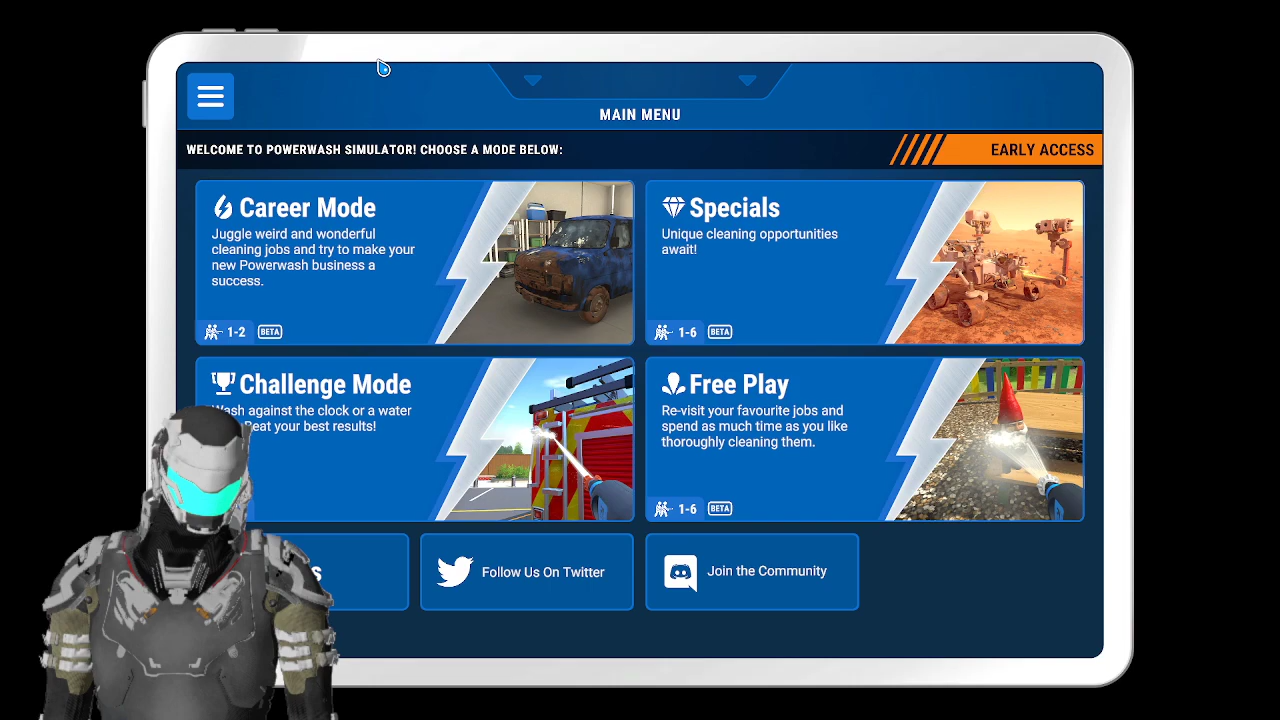 MAIN MENU
WELCOME TO POWERWASH SIMULATOR! CHOOSE A MODE BELOW:
EARLY ACCESS
Career Mode
Juggle weird and wonderful
cleaning jobs and try to make your
new Powerwash business a
success.
1-2 BETA
Specials
Unique cleaning opportunities
await!
1-6 BETA
Challenge Mode
Wash against the clock or a water
Beat your best results!
Free Play
Re-visit your favourite jobs and
spend as much time as you like
thoroughly cleaning them.
1-6 BETA
Follow Us On Twitter
Join the Community